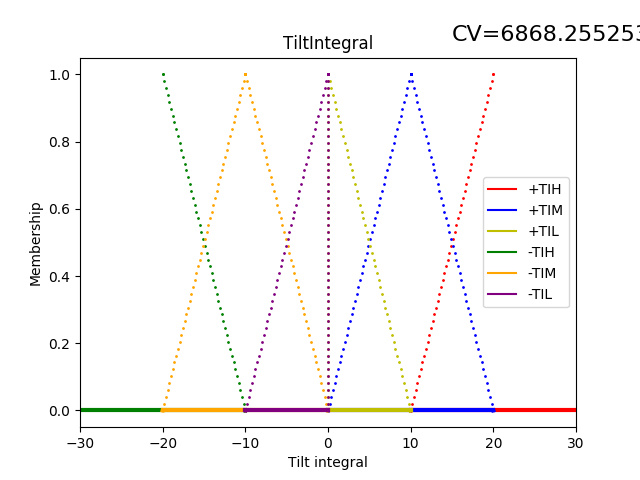 CV=6868.255253
TiltIntegral
Membership
1.0
0.8
0.6
0.4
0.2
0.0
+TIH
+TIM
+TIL
-TIH
-TIM
-TIL
−30
−20
−10
0
10
20
30
Tilt integral